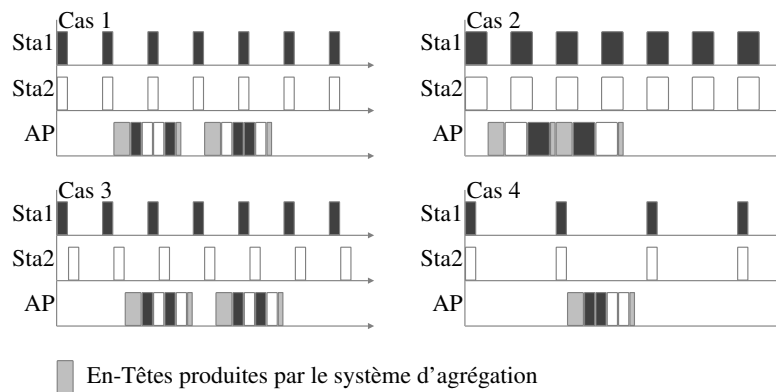 Cas 1
Sta1
Sta2
AP
Cas 2
Sta1
Sta2
AP
Cas 3
Sta1
Sta2
AP
Cas 4
Sta1
Sta2
AP
En-Têtes produites par le système d'agrégation